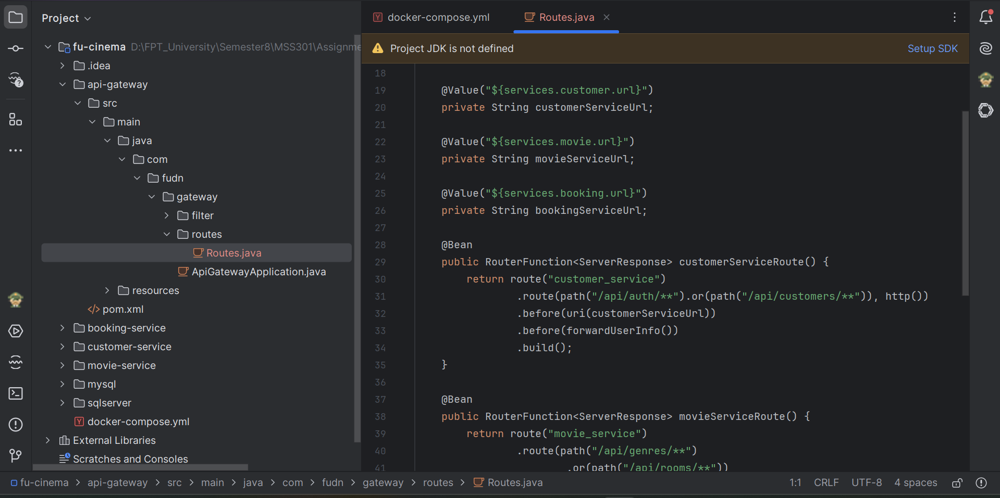 Project
fu-cinema D:\FPT_University\Semester8\MSS301\Assignme
.idea
api-gateway
src
main
java
com
fudn
gateway
filter
routes
Routes.java
ApiGatewayApplication.java
resources
</> pom.xml
booking-service
customer-service
movie-service
mysql
sqlserver
Y docker-compose.yml
External Libraries
Scratches and Consoles
Y docker-compose.yml
Routes.java
Project JDK is not defined
Setup SDK
18
19 @Value("${services.customer.url}")
20 private String customerServiceUrl;
21
22 @Value("${services.movie.url}")
23 private String movieServiceUrl;
24
25 @Value("${services.booking.url}")
26 private String bookingServiceUrl;
27
28 @Bean
29 public RouterFunction<ServerResponse> customerServiceRoute() {
30 return route("customer_service")
31 .route(path("/api/auth/**").or(path("/api/customers/**")), http())
32 .before(uri(customerServiceUrl))
33 .before(forwardUserInfo())
34 .build();
35 }
36
37 @Bean
38 public RouterFunction<ServerResponse> movieServiceRoute() {
39 return route("movie_service")
40 .route(path("/api/genres/**")
41 .or(path("/api/rooms/**"))
fu-cinema > api-gateway > src > main > java > com > fudn > gateway > routes > Routes.java
1:1 CRLF UTF-8 4 spaces